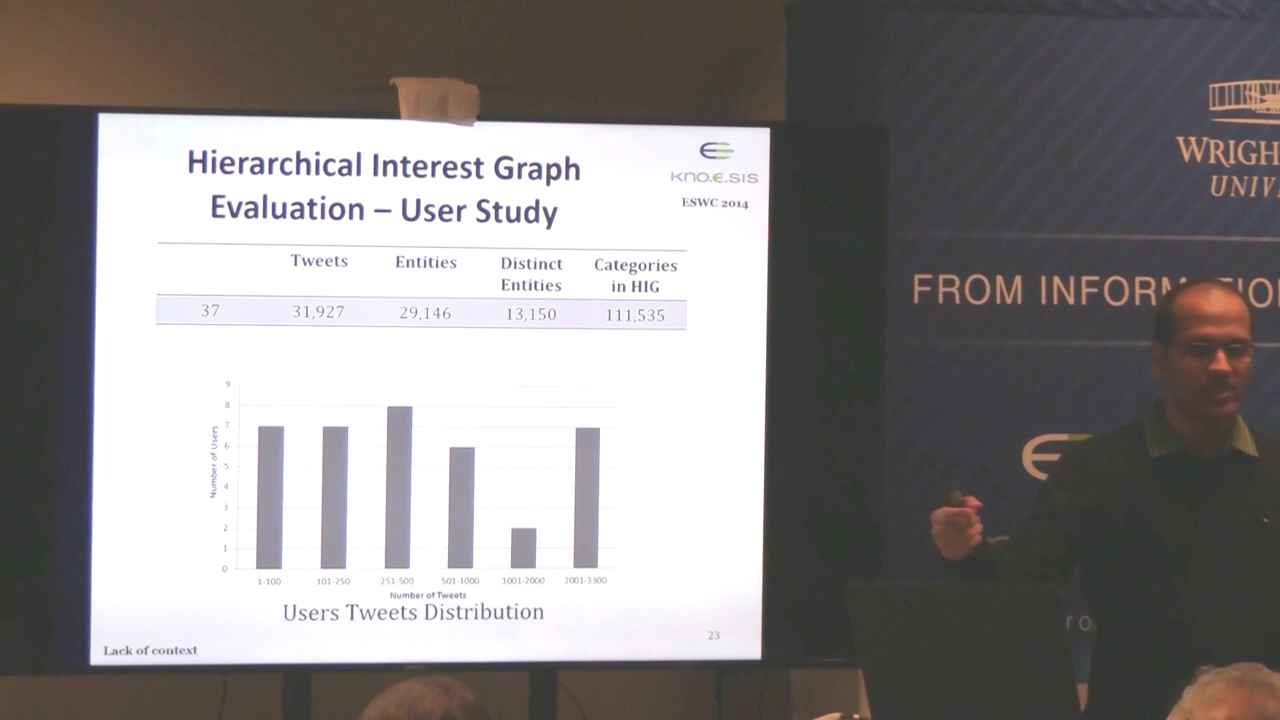 Hierarchical Interest Graph
Evaluation – User Study
kno.e.sis
ESWC 2014
Tweets Entities Distinct Entities Categories in HIG
37 31,927 29,146 13,150 111,535
9
8
7
6
5
4
3
2
1
0
Number of Users
1-100 101-250 251-500 501-1000 1001-2000 2001-3300
Number of Tweets
Users Tweets Distribution
23
Lack of context
WRIGH
UNIV
FROM INFORM